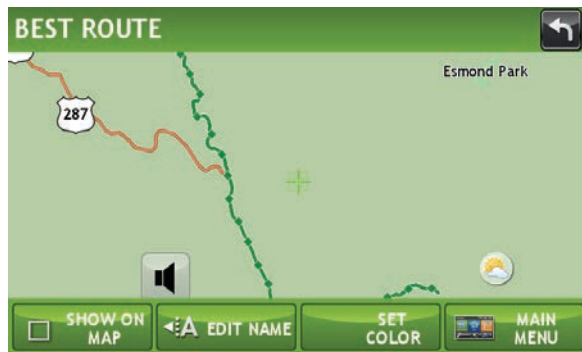 BEST ROUTE
Esmond Park
287
SHOW ON
MAP
A EDIT NAME
SET
COLOR
MAIN
MENU